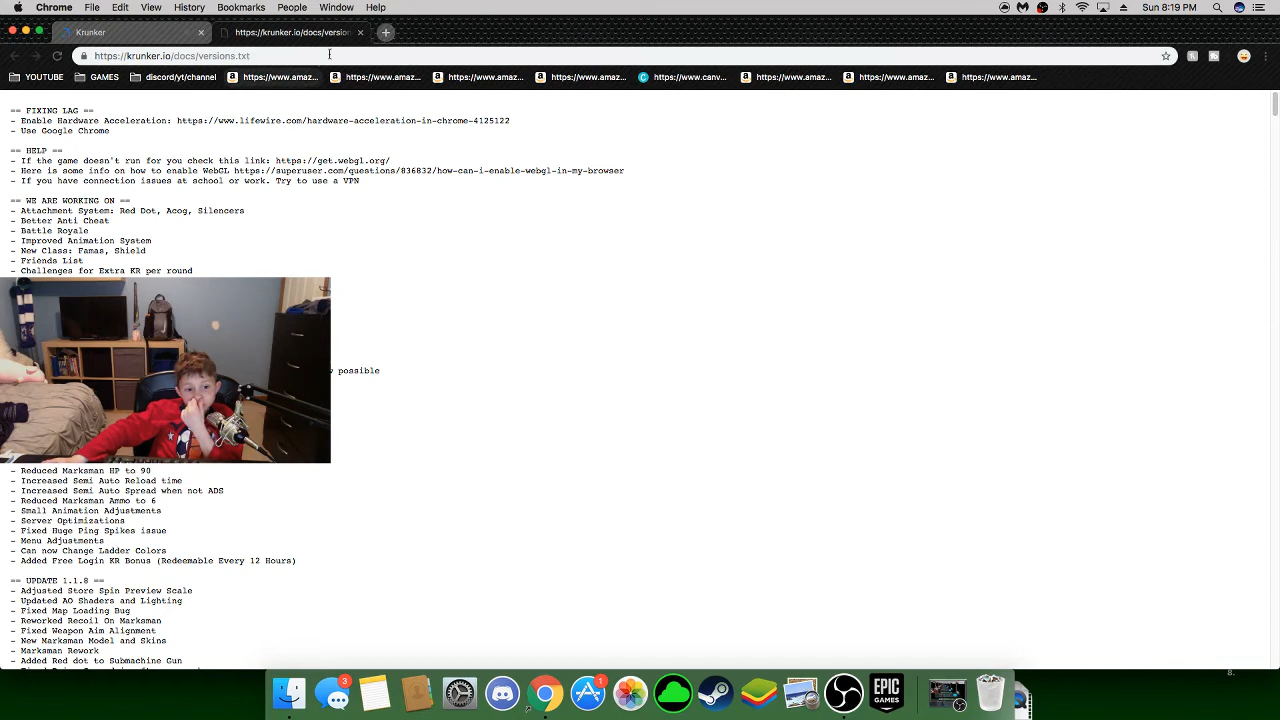 Chrome File Edit View History Bookmarks People Window Help Sun 8:19 PM
Krunker https://krunker.io/docs/version
https://krunker.io/docs/versions.txt
YOUTUBE GAMES discord/yt/channel https://www.amaz... https://www.amaz... https://www.amaz... https://www.amaz... https://www.canv... https://www.amaz... https://www.amaz... https://www.amaz...
== FIXING LAG ==
- Enable Hardware Acceleration: https://www.lifewire.com/hardware-acceleration-in-chrome-4125122
- Use Google Chrome
== HELP ==
- If the game doesn't run for you check this link: https://get.webgl.org/
- Here is some info on how to enable WebGL https://superuser.com/questions/836832/how-can-i-enable-webgl-in-my-browser
- If you have connection issues at school or work. Try to use a VPN
== WE ARE WORKING ON ==
- Attachment System: Red Dot, Acog, Silencers
- Better Anti Cheat
- Battle Royale
- Improved Animation System
- New Class: Famas, Shield
- Friends List
- Challenges for Extra KR per round
possible
- Reduced Marksman HP to 90
- Increased Semi Auto Reload time
- Increased Semi Auto Spread when not ADS
- Reduced Marksman Ammo to 6
- Small Animation Adjustments
- Server Optimizations
- Fixed Huge Ping Spikes issue
- Menu Adjustments
- Can now Change Ladder Colors
- Added Free Login KR Bonus (Redeemable Every 12 Hours)
== UPDATE 1.1.8 ==
- Adjusted Store Spin Preview Scale
- Updated AO Shaders and Lighting
- Fixed Map Loading Bug
- Reworked Recoil On Marksman
- Fixed Weapon Aim Alignment
- New Marksman Model and Skins
- Marksman Rework
- Added Red dot to Submachine Gun
3 1
EPIC
GAMES
8.